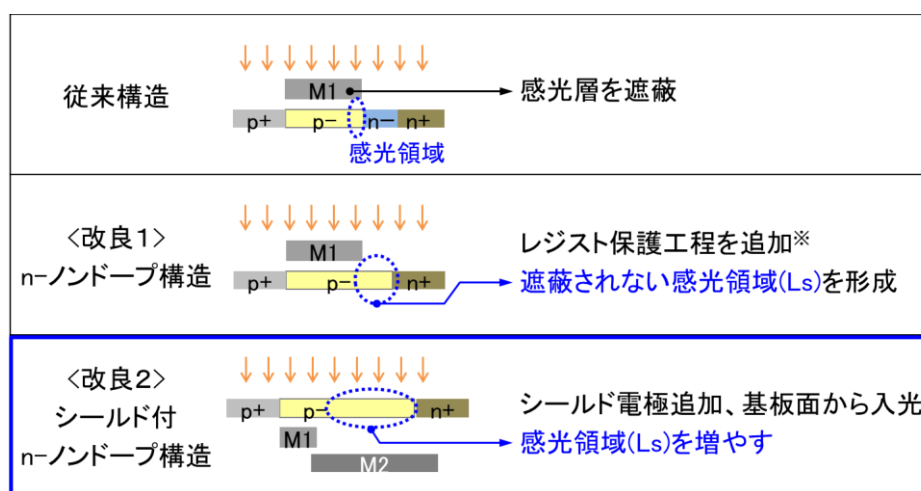 従来構造
M1
感光層を遮蔽
p+ p− n− n+
感光領域
<改良1>
n−ノンドープ構造
M1
p+ p− n+
レジスト保護工程を追加※
遮蔽されない感光領域(Ls)を形成
<改良2>
シールド付
n−ノンドープ構造
p+ p− n+
M1
M2
シールド電極追加、基板面から入光
感光領域(Ls)を増やす